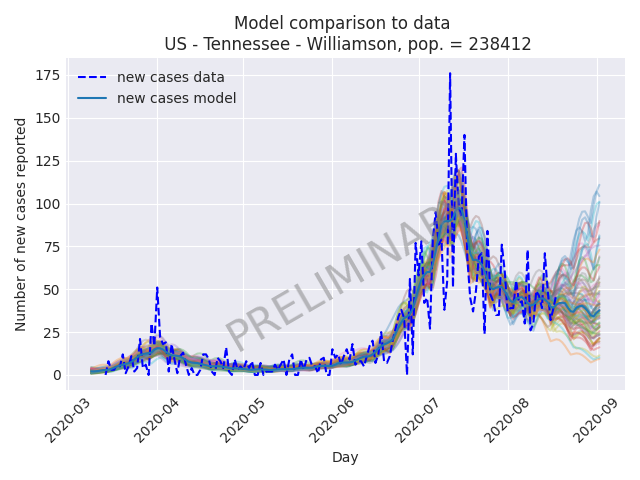 Model comparison to data
US - Tennessee - Williamson, pop. = 238412
new cases data
new cases model
Number of new cases reported
175
150
125
100
75
50
25
0
PRELIMINAR
2020-03
2020-04
2020-05
2020-06
2020-07
2020-08
2020-09
Day